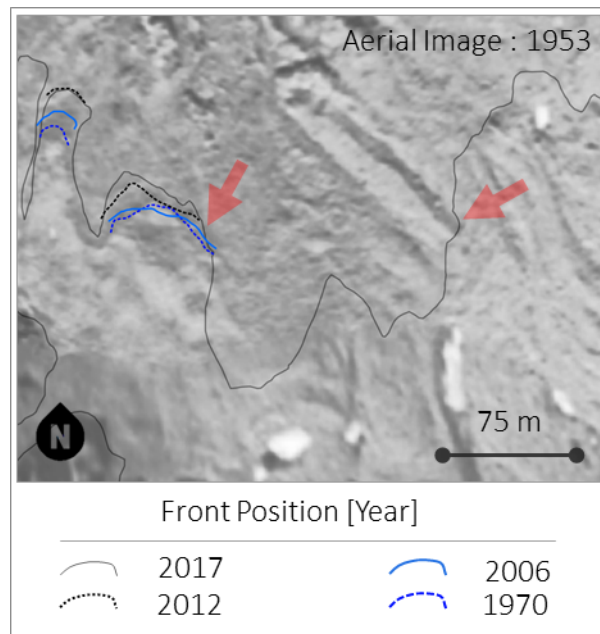 Aerial Image : 1953
N
75 m
Front Position [Year]
2017
2006
2012
1970